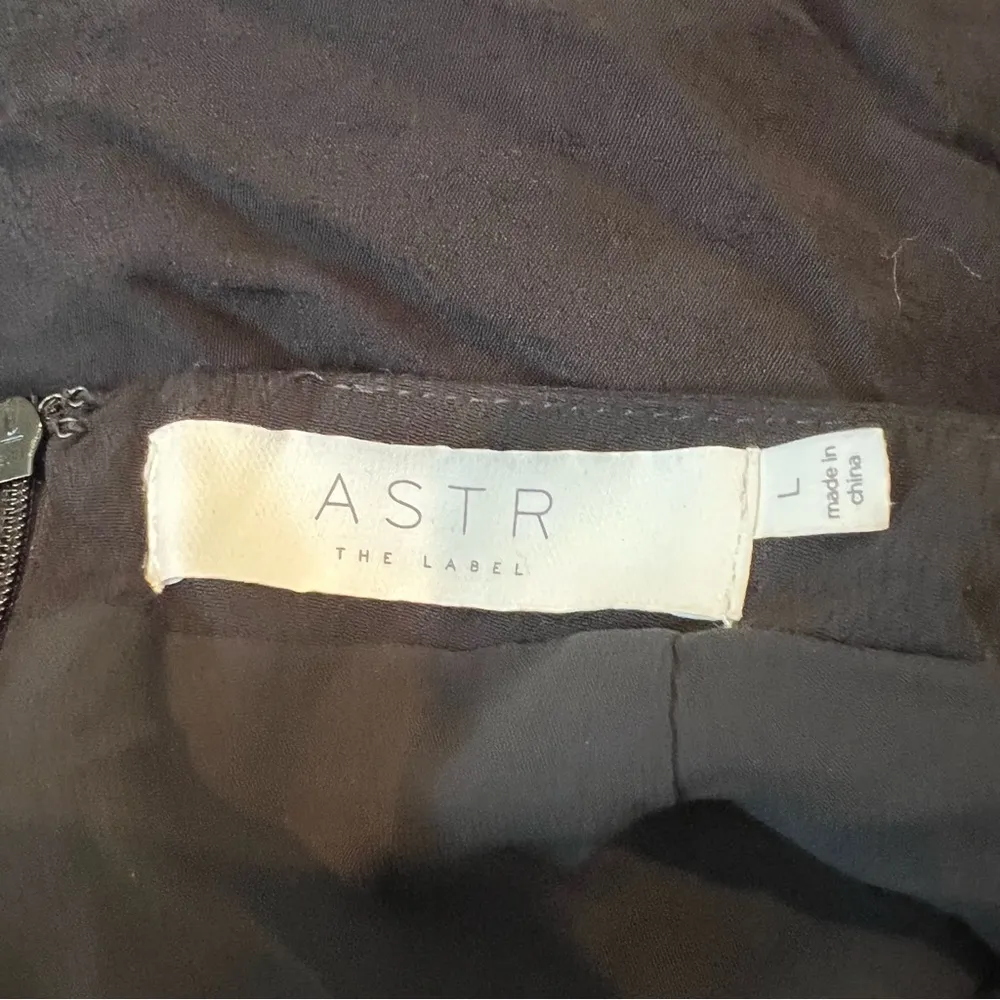 ASTR
THE LABEL
L
made in
china